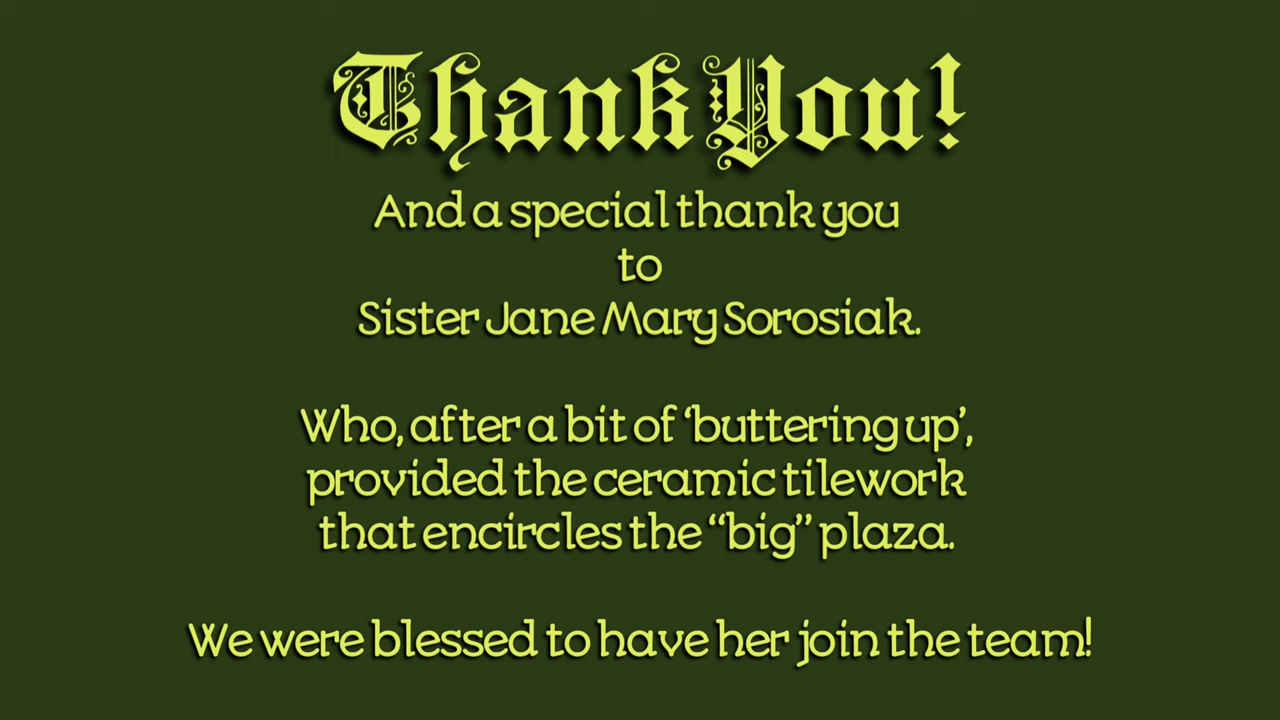 Thank You!
And a special thank you
to
Sister Jane Mary Sorosiak.
Who, after a bit of ‘buttering up’,
provided the ceramic tilework
that encircles the “big” plaza.
We were blessed to have her join the team!